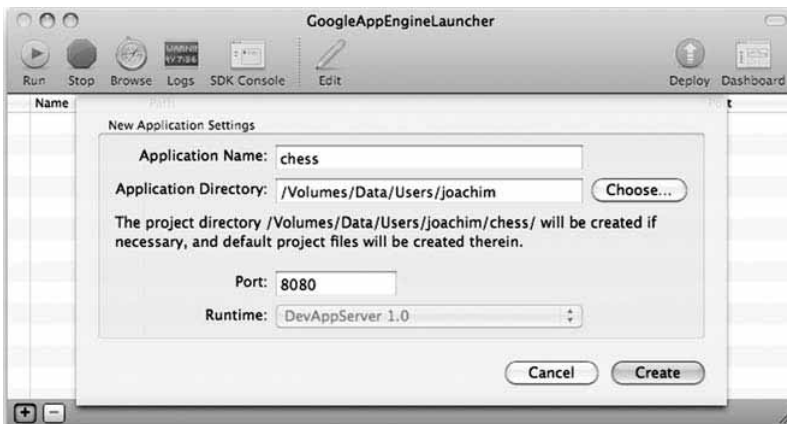 GoogleAppEngineLauncher
Run Stop Browse Logs SDK Console Edit Deploy Dashboard
Name Path
New Application Settings
Application Name: chess
Application Directory: /Volumes/Data/Users/joachim Choose...
The project directory /Volumes/Data/Users/joachim/chess/ will be created if
necessary, and default project files will be created therein.
Port: 8080
Runtime: DevAppServer 1.0
Cancel Create